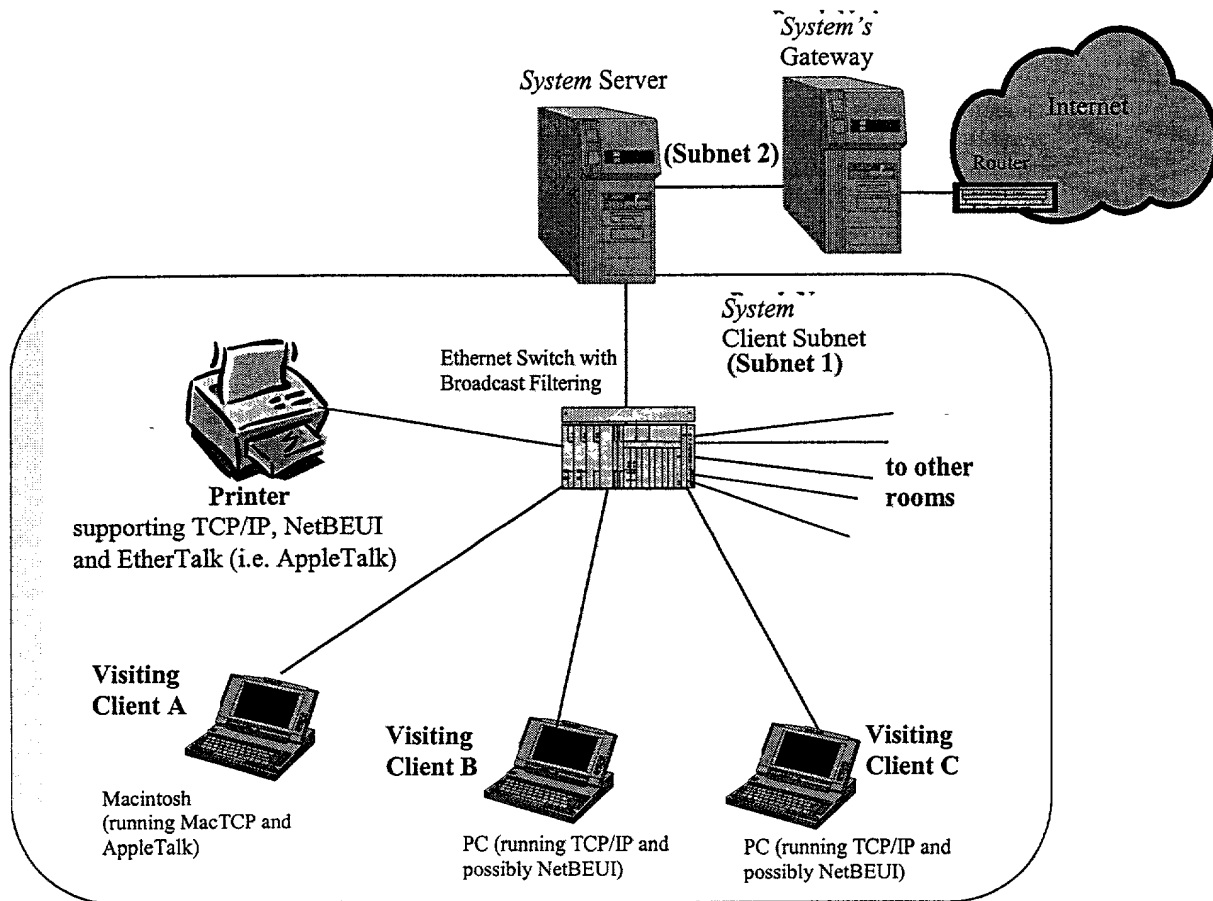 System's
Gateway
System Server
Internet
(Subnet 2)
Router
System
Client Subnet
(Subnet 1)
Ethernet Switch with
Broadcast Filtering
to other
rooms
Printer
supporting TCP/IP, NetBEUI
and EtherTalk (i.e. AppleTalk)
Visiting
Client A
Visiting
Client B
Visiting
Client C
Macintosh
(running MacTCP and
AppleTalk)
PC (running TCP/IP and
possibly NetBEUI)
PC (running TCP/IP and
possibly NetBEUI)